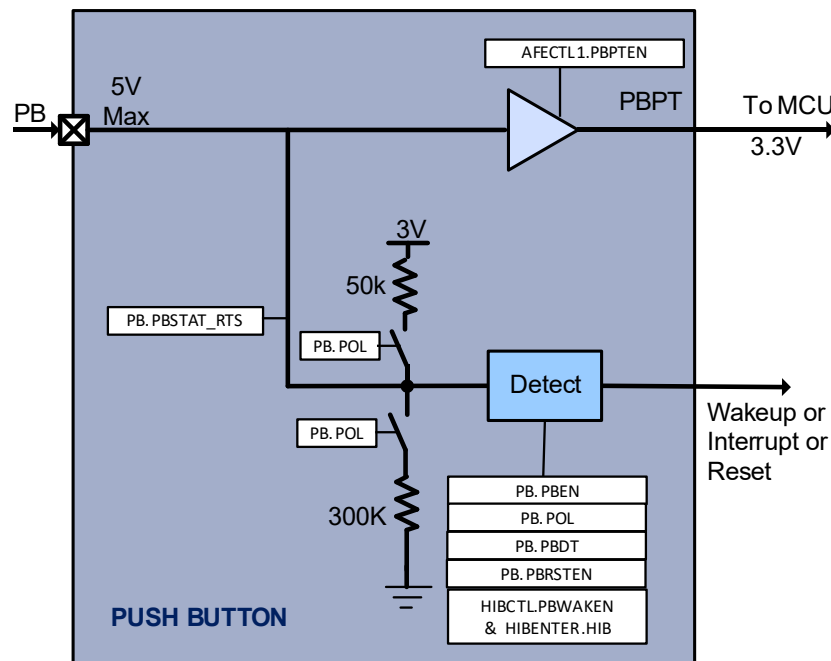 AFECTL1.PBPTEN
PB
5V
Max
PBPT
To MCU
3.3V
3V
50k
PB. PBSTAT_RTS
PB. POL
Detect
PB. POL
Wakeup or
Interrupt or
Reset
300K
PB. PBEN
PB. POL
PB. PBDT
PB. PBRSTEN
HIBCTL.PBWAKEN
& HIBENTER.HIB
PUSH BUTTON